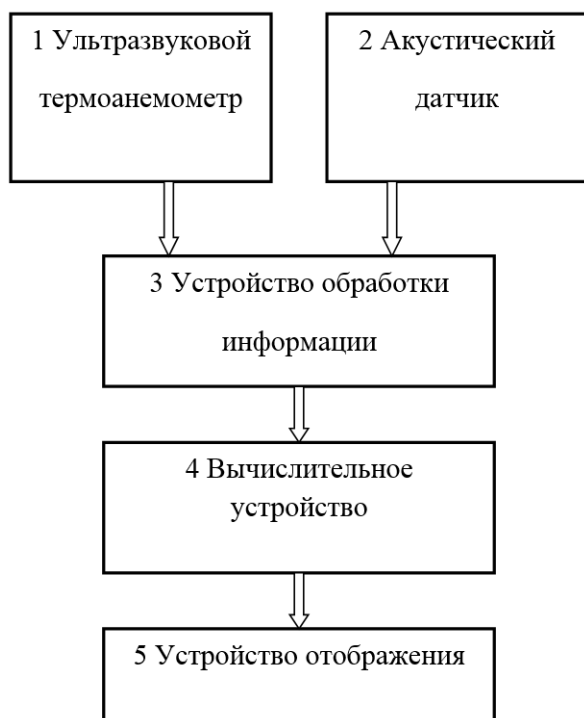 1 Ультразвуковой
термоанемометр
2 Акустический
датчик
3 Устройство обработки
информации
4 Вычислительное
устройство
5 Устройство отображения